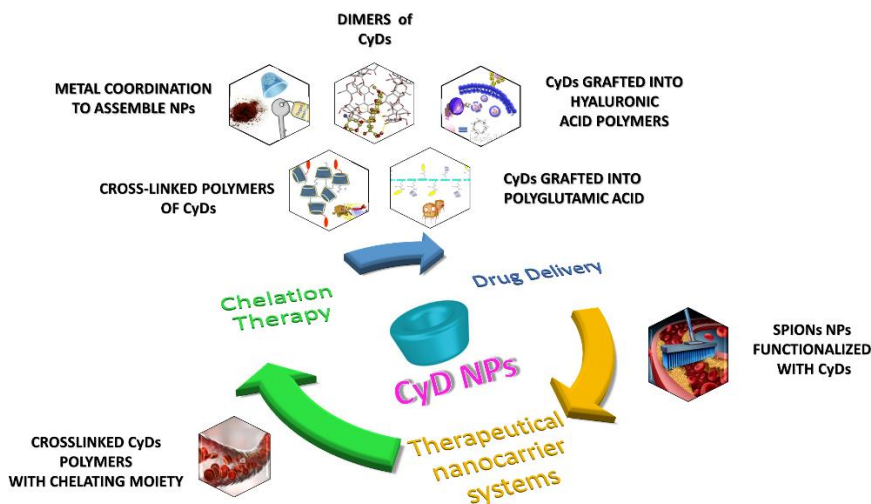 DIMERS of
CyDs
METAL COORDINATION
TO ASSEMBLE NPs
CyDs GRAFTED INTO
HYALURONIC
ACID POLYMERS
CROSS-LINKED POLYMERS
OF CyDs
CyDs GRAFTED INTO
POLYGLUTAMIC ACID
Chelation
Therapy
Drug Delivery
CyD NPs
SPIONs NPs
FUNCTIONALIZED
WITH CyDs
Therapeutical
nanocarrier
systems
CROSSLINKED CyDs
POLYMERS
WITH CHELATING MOIETY